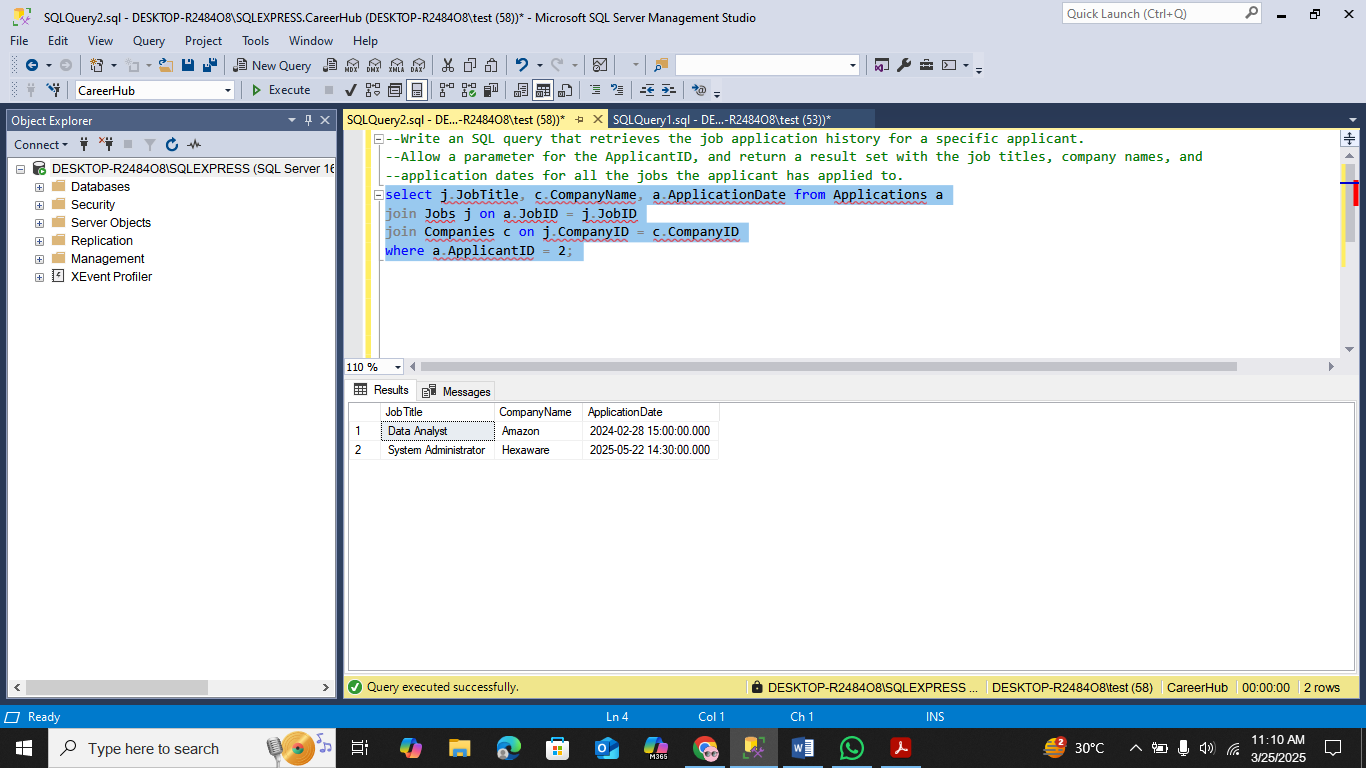 SQLQuery2.sql - DESKTOP-R2484O8\SQLEXPRESS.CareerHub (DESKTOP-R2484O8\test (58))* - Microsoft SQL Server Management Studio
Quick Launch (Ctrl+Q)
File Edit View Query Project Tools Window Help
New Query MDX DMX XMLA DAX
CareerHub Execute
Object Explorer
SQLQuery2.sql - DE...-R2484O8\test (58))* SQLQuery1.sql - DE...-R2484O8\test (53))*
Connect
DESKTOP-R2484O8\SQLEXPRESS (SQL Server 16
Databases
Security
Server Objects
Replication
Management
XEvent Profiler
--Write an SQL query that retrieves the job application history for a specific applicant.
--Allow a parameter for the ApplicantID, and return a result set with the job titles, company names, and
--application dates for all the jobs the applicant has applied to.
select j.JobTitle, c.CompanyName, a.ApplicationDate from Applications a
join Jobs j on a.JobID = j.JobID
join Companies c on j.CompanyID = c.CompanyID
where a.ApplicantID = 2;
110 %
Results Messages
JobTitle CompanyName ApplicationDate
1 Data Analyst Amazon 2024-02-28 15:00:00.000
2 System Administrator Hexaware 2025-05-22 14:30:00.000
Query executed successfully. DESKTOP-R2484O8\SQLEXPRESS ... DESKTOP-R2484O8\test (58) CareerHub 00:00:00 2 rows
Ready Ln 4 Col 1 Ch 1 INS
Type here to search M365 2 30°C 11:10 AM
3/25/2025